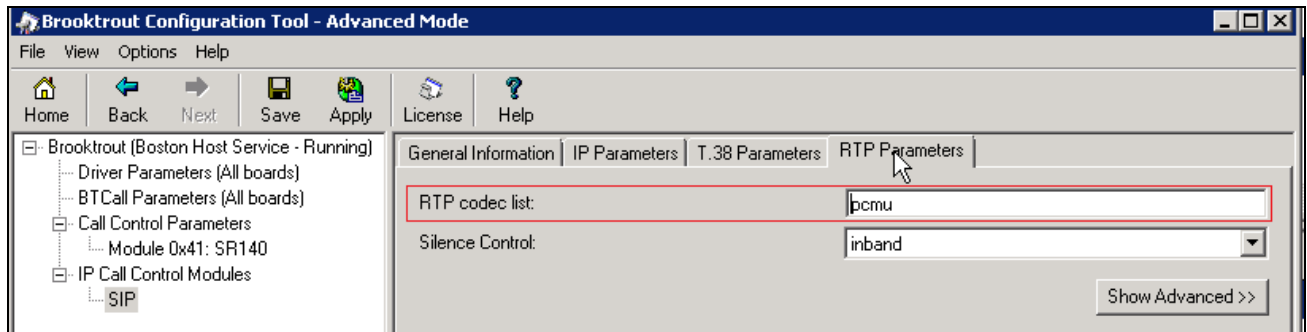 Brooktrout Configuration Tool - Advanced Mode
File View Options Help
Home Back Next Save Apply License Help
Brooktrout (Boston Host Service - Running)
Driver Parameters (All boards)
BTCall Parameters (All boards)
Call Control Parameters
Module 0x41: SR140
IP Call Control Modules
SIP
General Information IP Parameters T.38 Parameters RTP Parameters
RTP codec list: pcmu
Silence Control: inband
Show Advanced >>